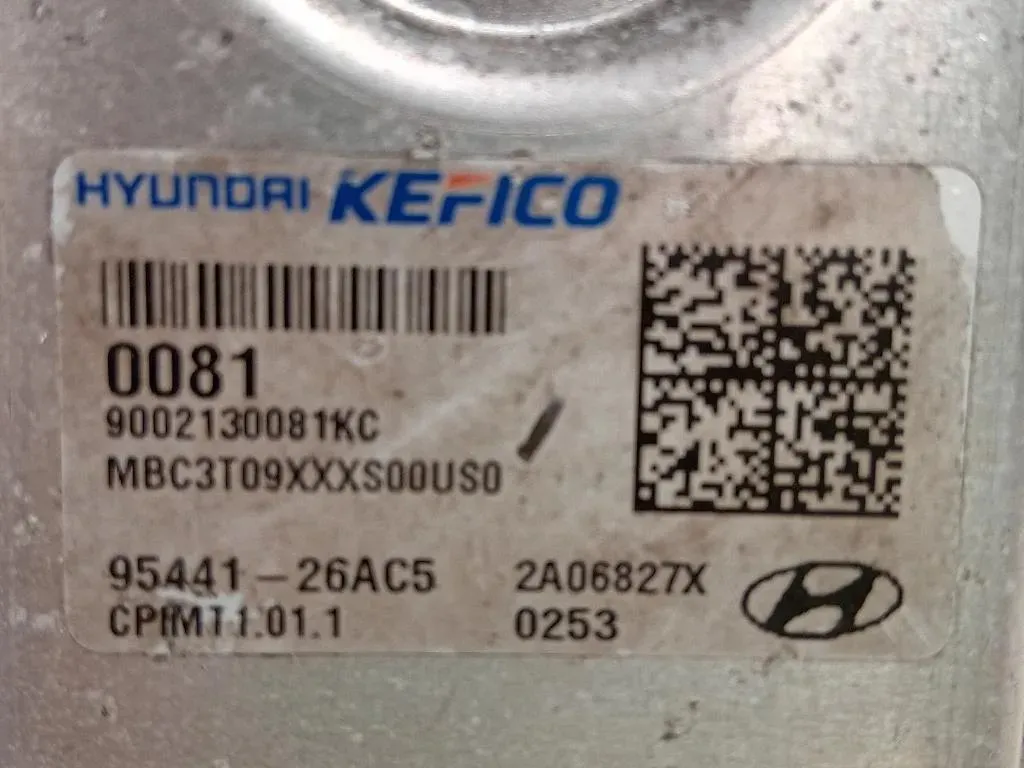 HYUNDAI KEFICO
0081
9002130081KC
MBC3T09XXXS00US0
95441-26AC5 2A06827X
CPIMT1.01.1 0253